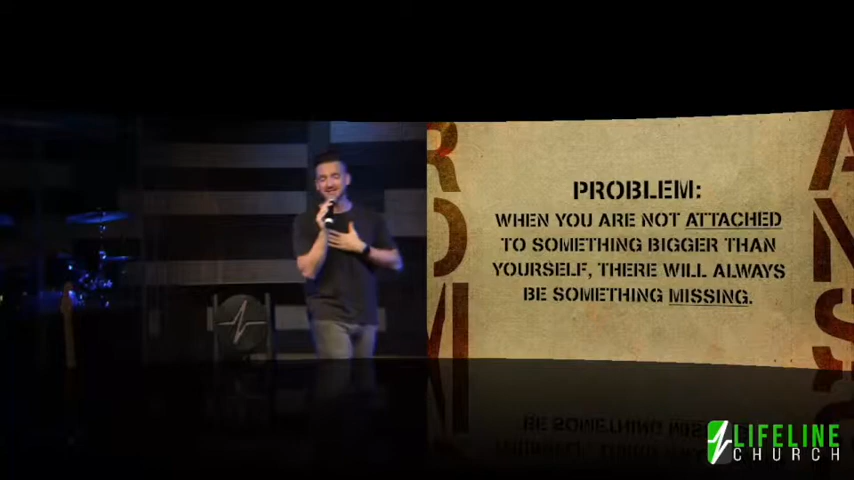 PROBLEM:
WHEN YOU ARE NOT ATTACHED
TO SOMETHING BIGGER THAN
YOURSELF, THERE WILL ALWAYS
BE SOMETHING MISSING.
LIFELINE
CHURCH